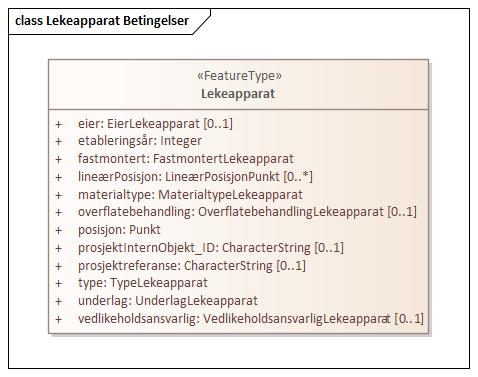 class Lekeapparat Betingelser
«FeatureType»
Lekeapparat
+ eier: EierLekeapparat [0..1]
+ etableringsår: Integer
+ fastmontert: FastmontertLekeapparat
+ lineærPosisjon: LineærPosisjonPunkt [0..*]
+ materialtype: MaterialtypeLekeapparat
+ overflatebehandling: OverflatebehandlingLekeapparat [0..1]
+ posisjon: Punkt
+ prosjektInternObjekt_ID: CharacterString [0..1]
+ prosjektreferanse: CharacterString [0..1]
+ type: TypeLekeapparat
+ underlag: UnderlagLekeapparat
+ vedlikeholdsansvarlig: VedlikeholdsansvarligLekeapparat [0..1]